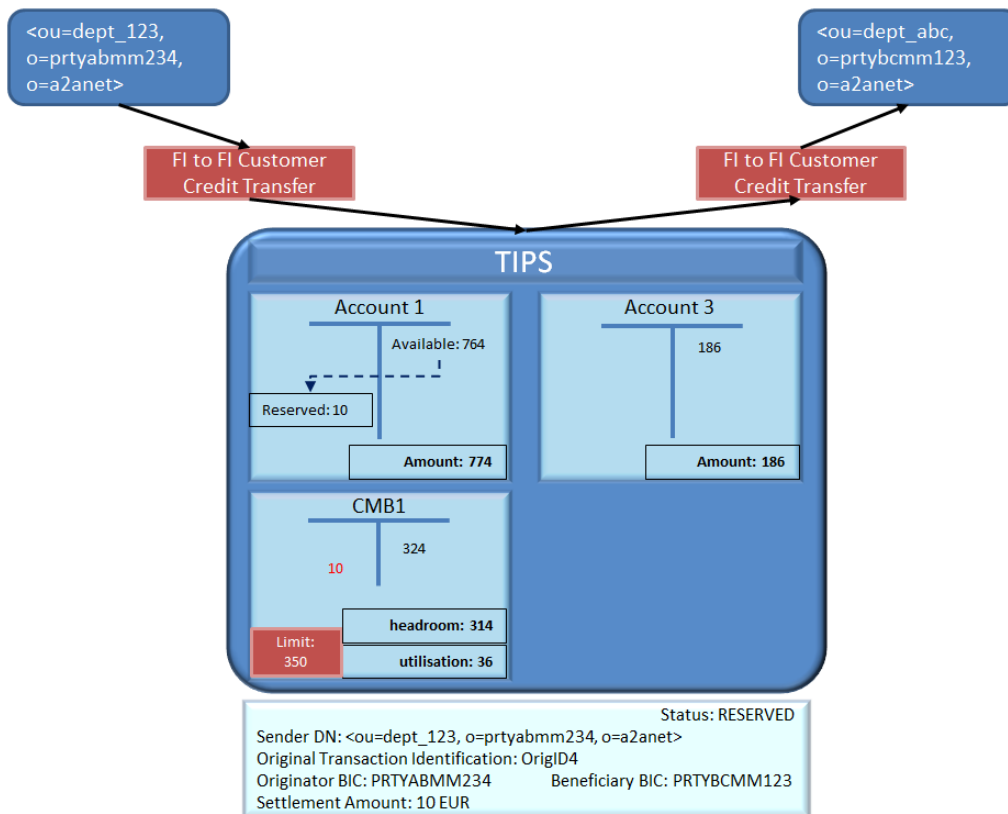 <ou=dept_123,
o=prtyabmm234,
o=a2anet>
<ou=dept_abc,
o=prtybcmm123,
o=a2anet>
FI to FI Customer
Credit Transfer
FI to FI Customer
Credit Transfer
TIPS
Account 1
Available: 764
Reserved: 10
Amount: 774
Account 3
186
Amount: 186
CMB1
324
10
headroom: 314
Limit:
350
utilisation: 36
Status: RESERVED
Sender DN: <ou=dept_123, o=prtyabmm234, o=a2anet>
Original Transaction Identification: OrigID4
Originator BIC: PRTYABMM234 Beneficiary BIC: PRTYBCMM123
Settlement Amount: 10 EUR